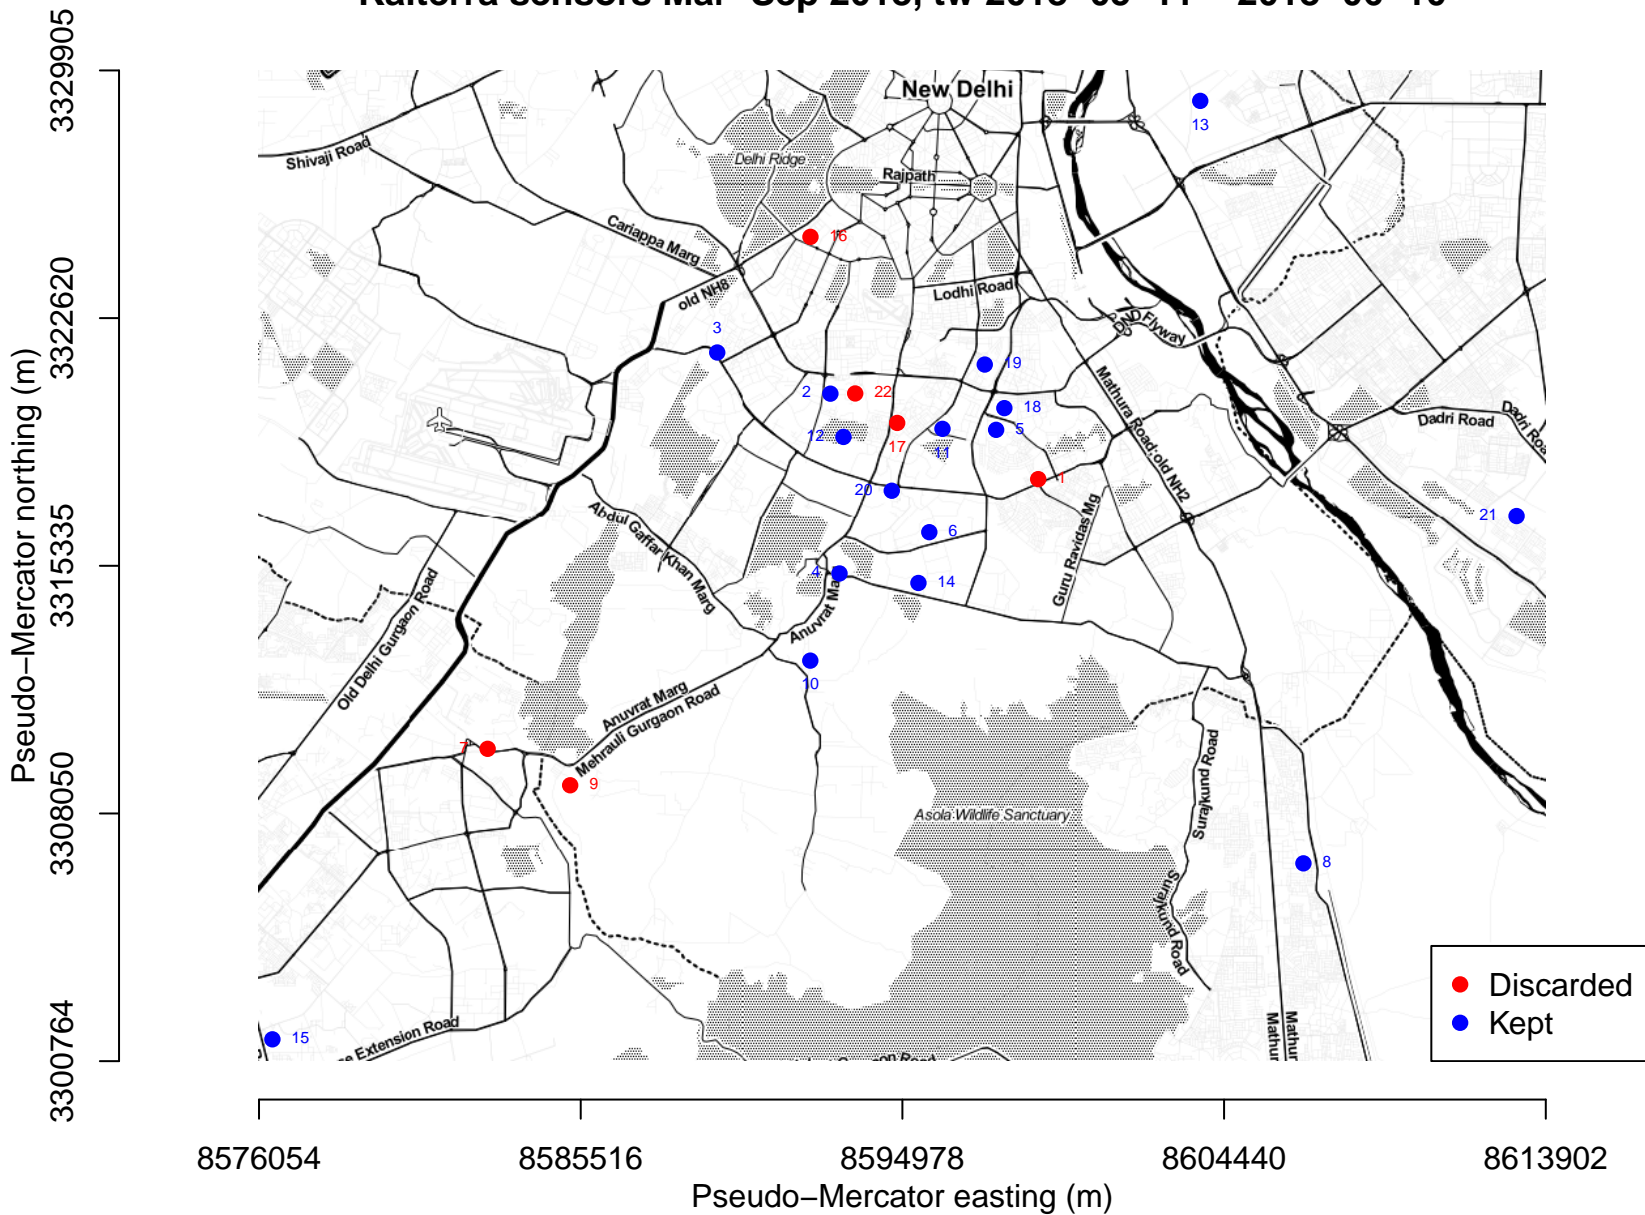 3329905
3322620
3315335
3308050
3300764
Pseudo−Mercator northing (m)
New Delhi
13
Shivaji Road
Delhi Ridge
Rajpath
Cariappa Marg
16
old NH8
Lodhi Road
DND Flyway
3
19
2
22
Mathura Road;old NH2
18
12
17
11
5
Dadri Road
20
1
21
Abdul Gaffar Khan Marg
6
Guru Ravidas Mg
4
14
Old Delhi Gurgaon Road
10
Anuvrat Marg
Mehrauli Gurgaon Road
7
9
Surajkund Road
Asola Wildlife Sanctuary
8
Surajkund Road
15
Extension Road
Discarded
Kept
8576054
8585516
8594978
8604440
8613902
Pseudo−Mercator easting (m)